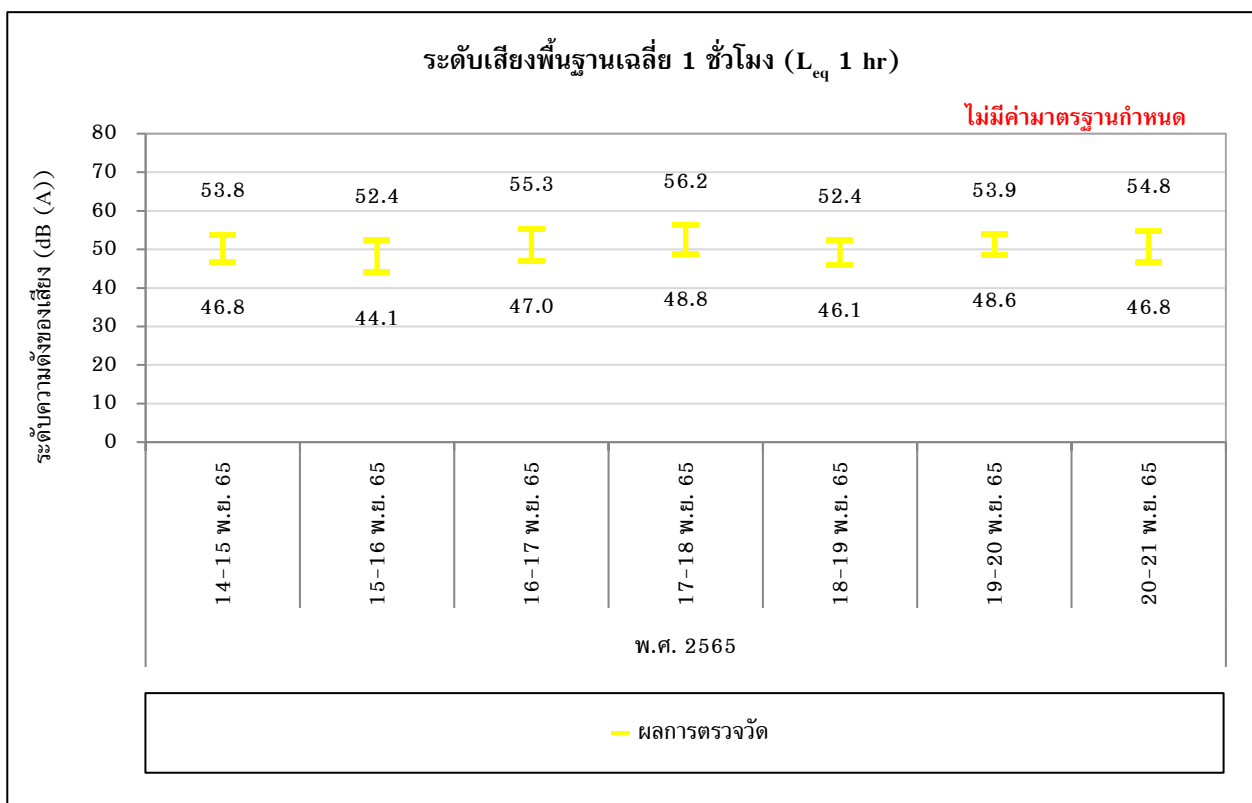 ระดับเสียงพื้นฐานเฉลี่ย 1 ชั่วโมง (Leq 1 hr)
ไม่มีค่ามาตรฐานกำหนด
ระดับความดังของเสียง (dB (A))
80
70
60
50
40
30
20
10
0
53.8 52.4 55.3 56.2 52.4 53.9 54.8
46.8 44.1 47.0 48.8 46.1 48.6 46.8
14-15 พ.ย. 65
15-16 พ.ย. 65
16-17 พ.ย. 65
17-18 พ.ย. 65
18-19 พ.ย. 65
19-20 พ.ย. 65
20-21 พ.ย. 65
พ.ศ. 2565
ผลการตรวจวัด